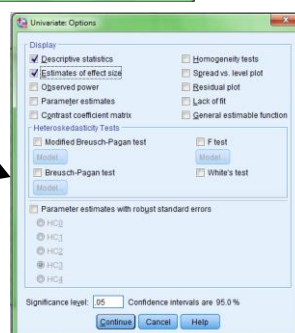 Univariate: Options
Display
Descriptive statistics
Homogeneity tests
Estimates of effect size
Spread vs. level plot
Observed power
Residual plot
Parameter estimates
Lack of fit
Contrast coefficient matrix
General estimable function
Heteroskedasticity Tests
Modified Breusch-Pagan test
F test
Model...
Model...
Breusch-Pagan test
White's test
Model...
Parameter estimates with robust standard errors
HC0
HC1
HC2
HC3
HC4
Significance level: .05 Confidence intervals are 95.0 %
Continue Cancel Help